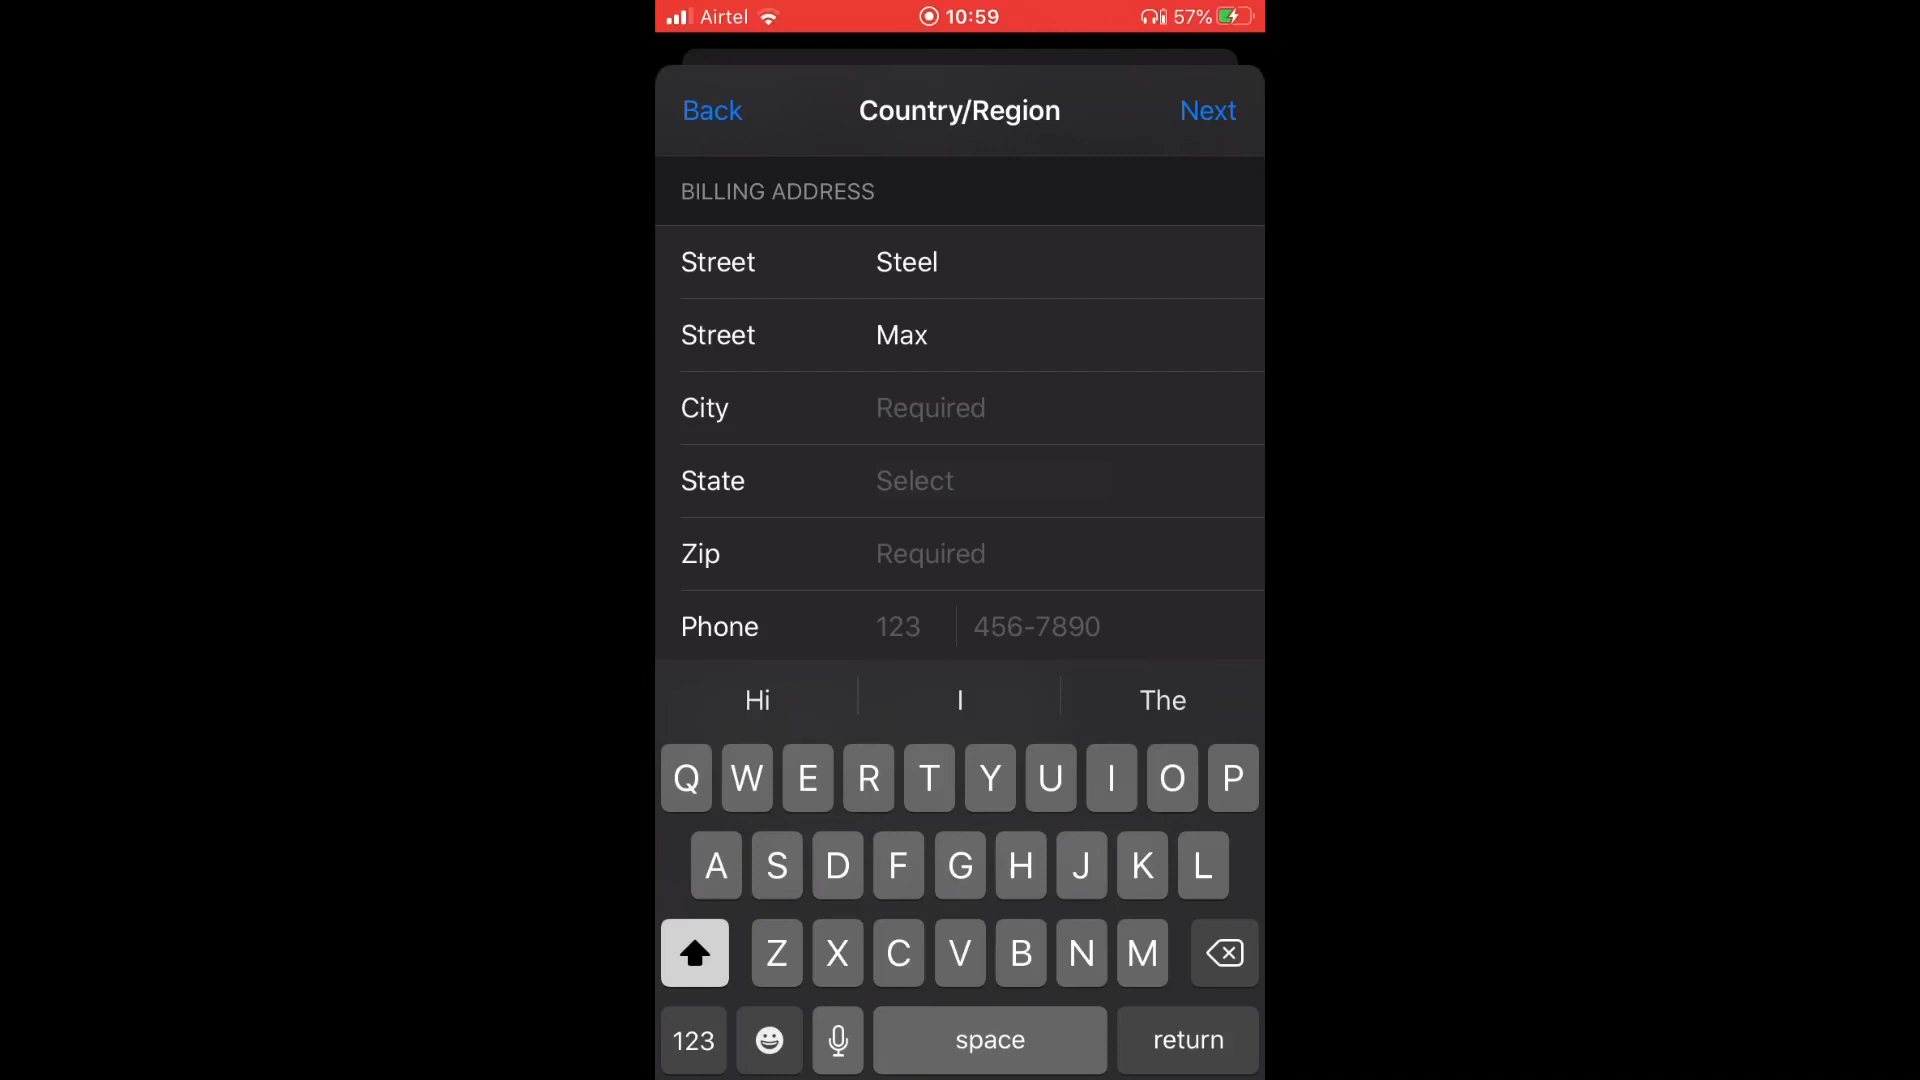 Airtel 10:59 57%
Back Country/Region Next
BILLING ADDRESS
Street Steel
Street Max
City Required
State Select
Zip Required
Phone 123 456-7890
Hi I The
Q W E R T Y U I O P
A S D F G H J K L
Z X C V B N M
123 space return